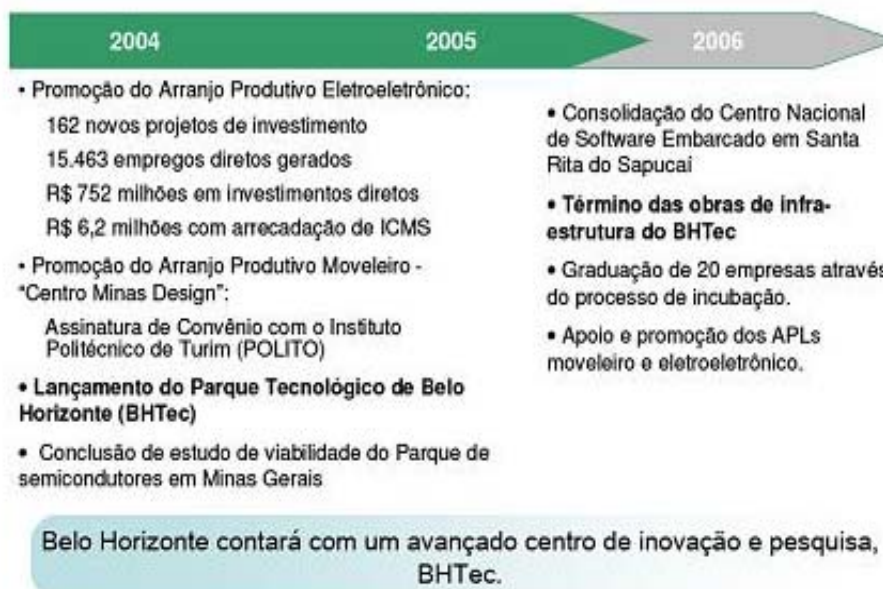 2004 2005 2006
• Promoção do Arranjo Produtivo Eletroeletrônico:
162 novos projetos de investimento
15.463 empregos diretos gerados
R$ 752 milhões em investimentos diretos
R$ 6,2 milhões com arrecadação de ICMS
• Promoção do Arranjo Produtivo Moveleiro -
“Centro Minas Design”:
Assinatura de Convênio com o Instituto
Politécnico de Turim (POLITO)
• Lançamento do Parque Tecnológico de Belo
Horizonte (BHTec)
• Conclusão de estudo de viabilidade do Parque de
semicondutores em Minas Gerais
• Consolidação do Centro Nacional
de Software Embarcado em Santa
Rita do Sapucaí
• Término das obras de infra-
estrutura do BHTec
• Graduação de 20 empresas através
do processo de incubação.
• Apoio e promoção dos APLs
moveleiro e eletroeletrônico.
Belo Horizonte contará com um avançado centro de inovação e pesquisa,
BHTec.